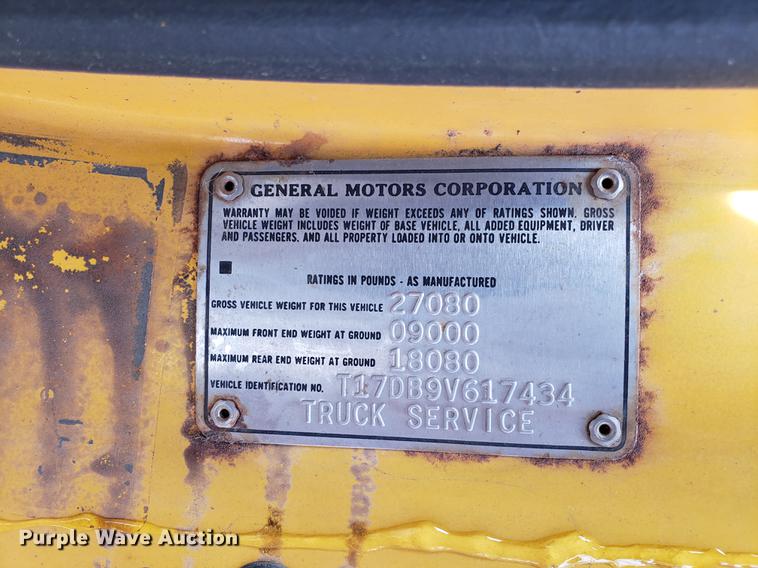 GENERAL MOTORS CORPORATION
WARRANTY MAY BE VOIDED IF WEIGHT EXCEEDS ANY OF RATINGS SHOWN. GROSS
VEHICLE WEIGHT INCLUDES WEIGHT OF BASE VEHICLE, ALL ADDED EQUIPMENT, DRIVER
AND PASSENGERS. AND ALL PROPERTY LOADED INTO OR ONTO VEHICLE.
RATINGS IN POUNDS - AS MANUFACTURED
GROSS VEHICLE WEIGHT FOR THIS VEHICLE 27080
MAXIMUM FRONT END WEIGHT AT GROUND 09000
MAXIMUM REAR END WEIGHT AT GROUND 18080
VEHICLE IDENTIFICATION NO. T17DB9V617434
TRUCK SERVICE
Purple Wave Auction